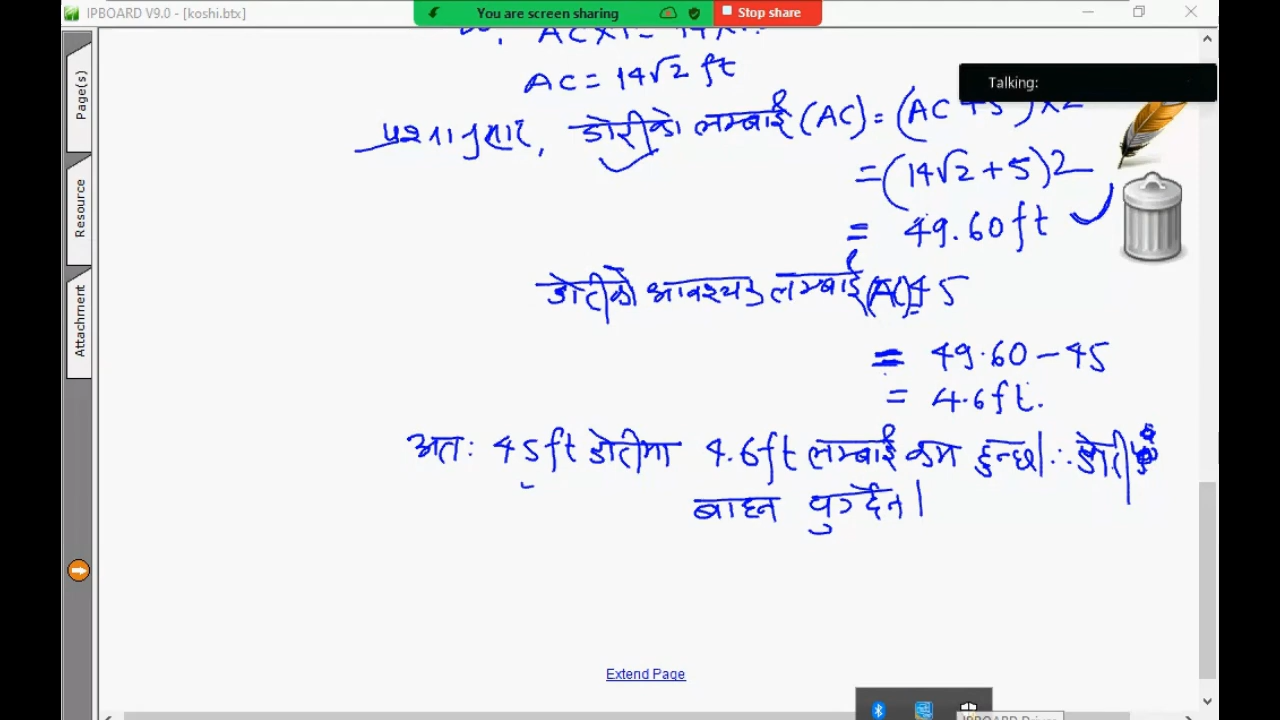 IPBOARD V9.0 - [koshi.btx]
You are screen sharing
Stop share
Talking:
Page(s)
Resource
Attachment
AC = 14√2 ft
प्रश्नानुसार, डोरीको लम्बाई (AC) = (AC + 5) × 2
= (14√2 + 5)2
= 49.60 ft
डोरीको आवश्यक लम्बाई (AC) 45
= 49.60 - 45
= 4.6 ft.
अतः 45 ft डोरीमा 4.6 ft लम्बाई कम हुन्छ। ∴ डोरी
बाध्न पुग्दैन।
Extend Page